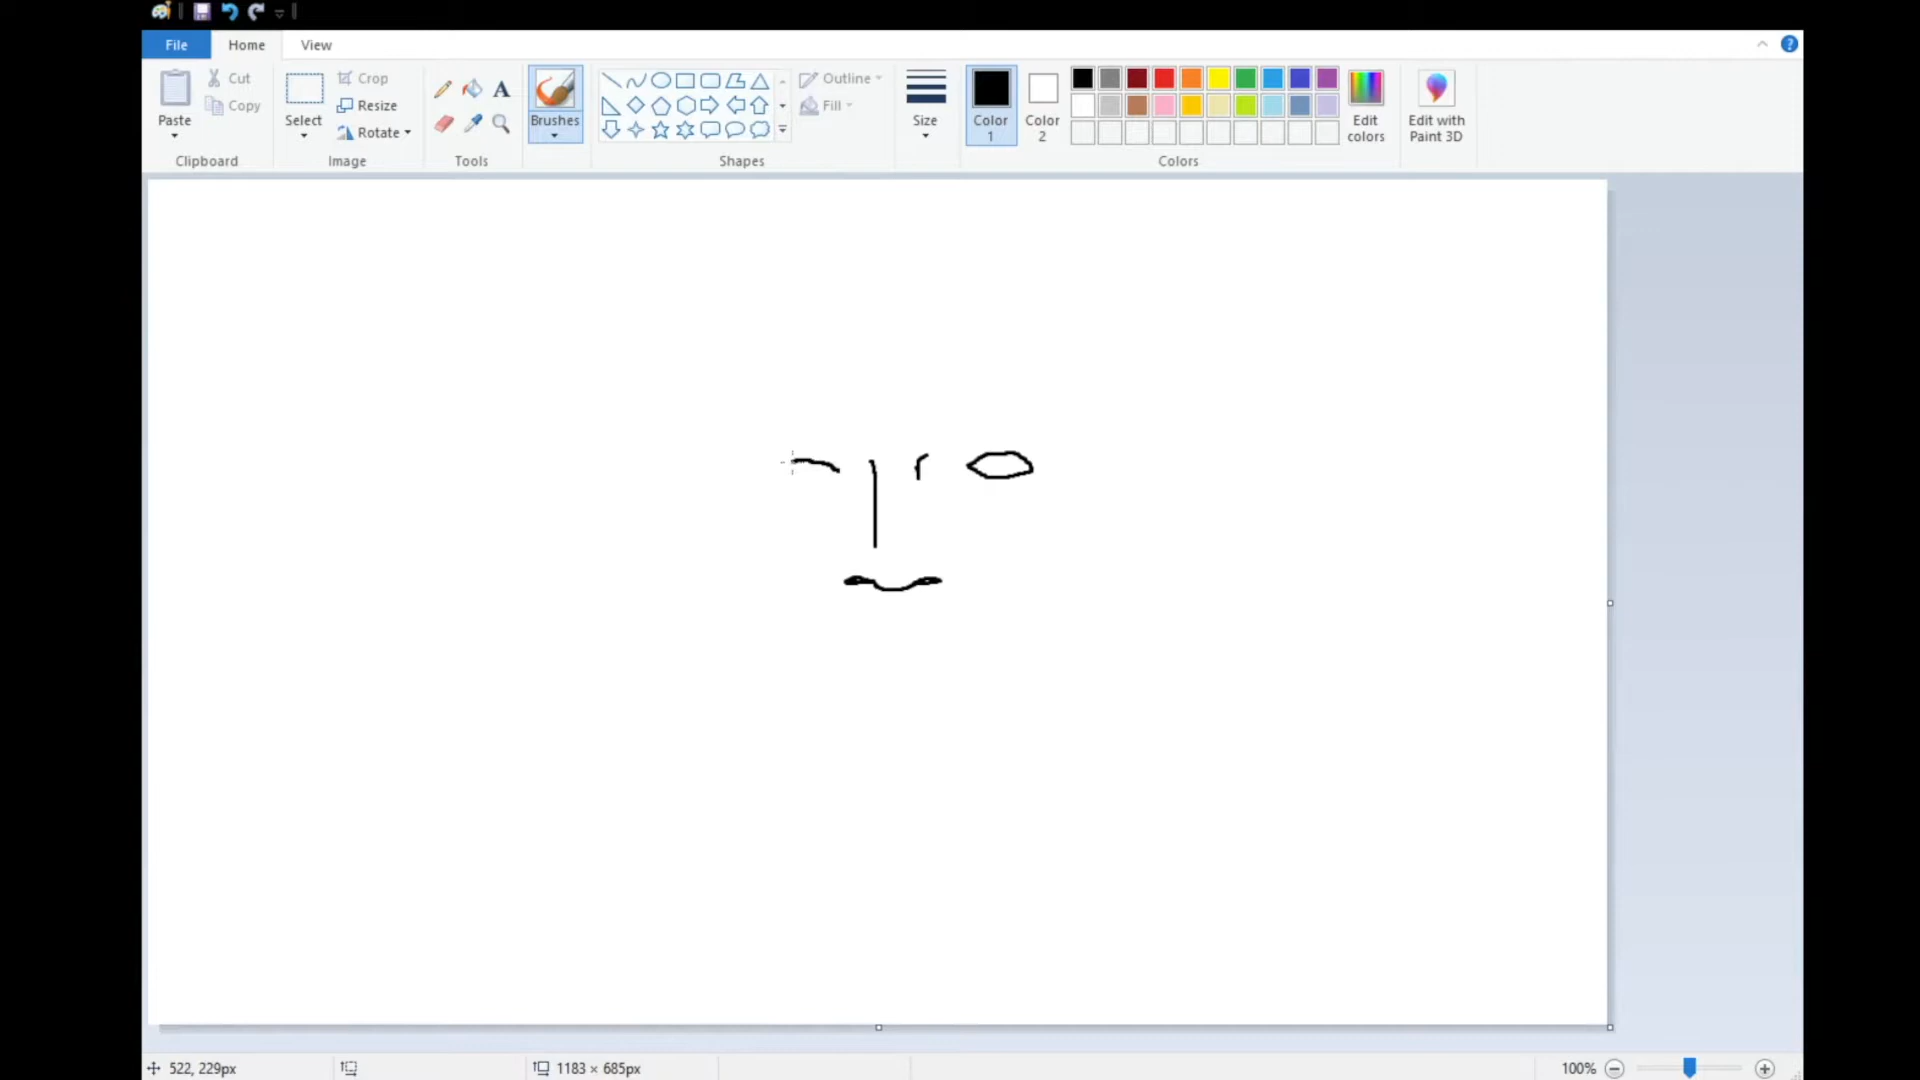 File Home View
Cut Crop Outline
Copy Resize Fill
Paste Select Rotate Brushes Size Color 1 Color 2 Edit colors Edit with Paint 3D
Clipboard Image Tools Shapes Colors
522, 229px 1183 × 685px 100%